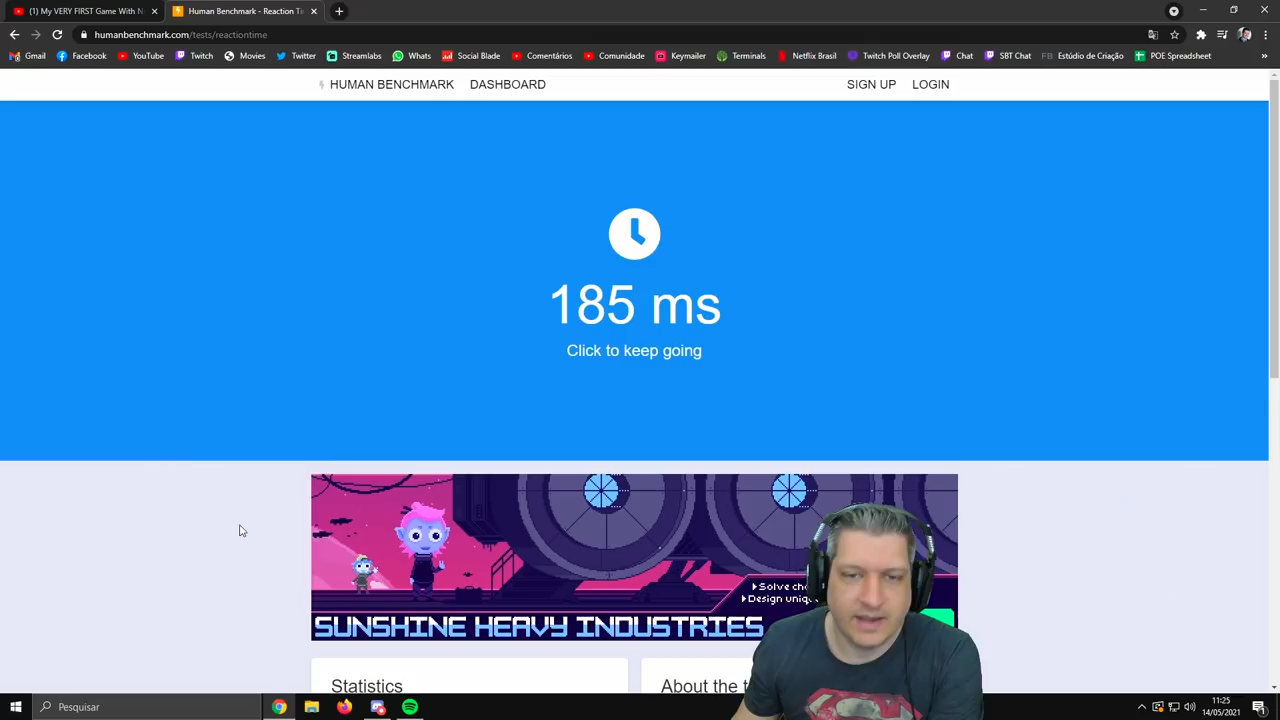 (1) My VERY FIRST Game With N
Human Benchmark - Reaction Ti
humanbenchmark.com/tests/reactiontime
Gmail Facebook YouTube Twitch Movies Twitter Streamlabs Whats Social Blade Comentários Comunidade Keymailer Terminals Netflix Brasil Twitch Poll Overlay Chat SBT Chat FB Estúdio de Criação POE Spreadsheet »
HUMAN BENCHMARK DASHBOARD SIGN UP LOGIN
185 ms
Click to keep going
Solve
Design
SUNSHINE HEAVY INDUSTRIES
Statistics
About the
Pesquisar
11:25
14/05/2021